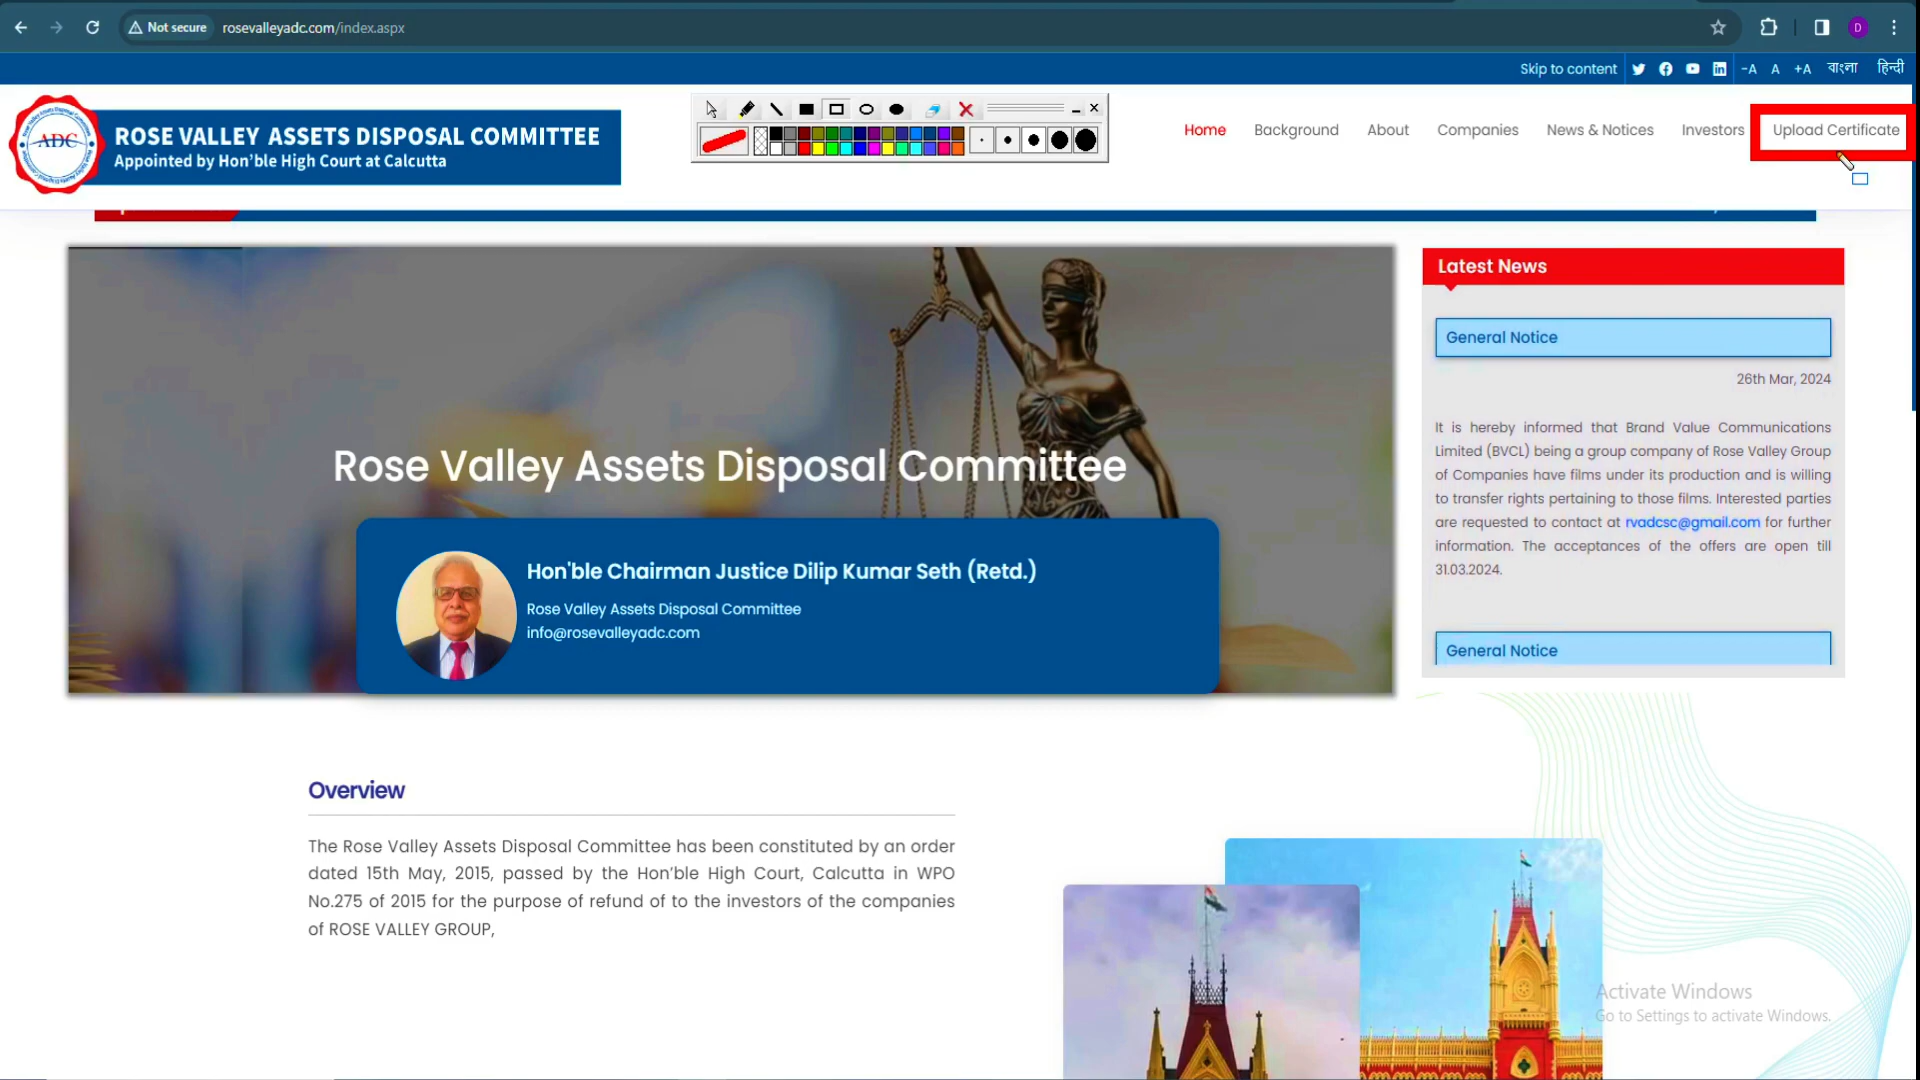 Not secure
rosevalleyadc.com/index.aspx
D
Skip to content
-A A +A বাংলা हिन्दी
ADC
ROSE VALLEY ASSETS DISPOSAL COMMITTEE
Appointed by Hon'ble High Court at Calcutta
Home Background About Companies News & Notices Investors Upload Certificate
Latest News
General Notice
26th Mar, 2024
It is hereby informed that Brand Value Communications
Limited (BVCL) being a group company of Rose Valley Group
of Companies have films under its production and is willing
to transfer rights pertaining to those films. Interested parties
are requested to contact at rvadcsc@gmail.com for further
information. The acceptances of the offers are open till
31.03.2024.
General Notice
Rose Valley Assets Disposal Committee
Hon'ble Chairman Justice Dilip Kumar Seth (Retd.)
Rose Valley Assets Disposal Committee
info@rosevalleyadc.com
Overview
The Rose Valley Assets Disposal Committee has been constituted by an order
dated 15th May, 2015, passed by the Hon'ble High Court, Calcutta in WPO
No.275 of 2015 for the purpose of refund of to the investors of the companies
of ROSE VALLEY GROUP,
Activate Windows
Go to Settings to activate Windows.